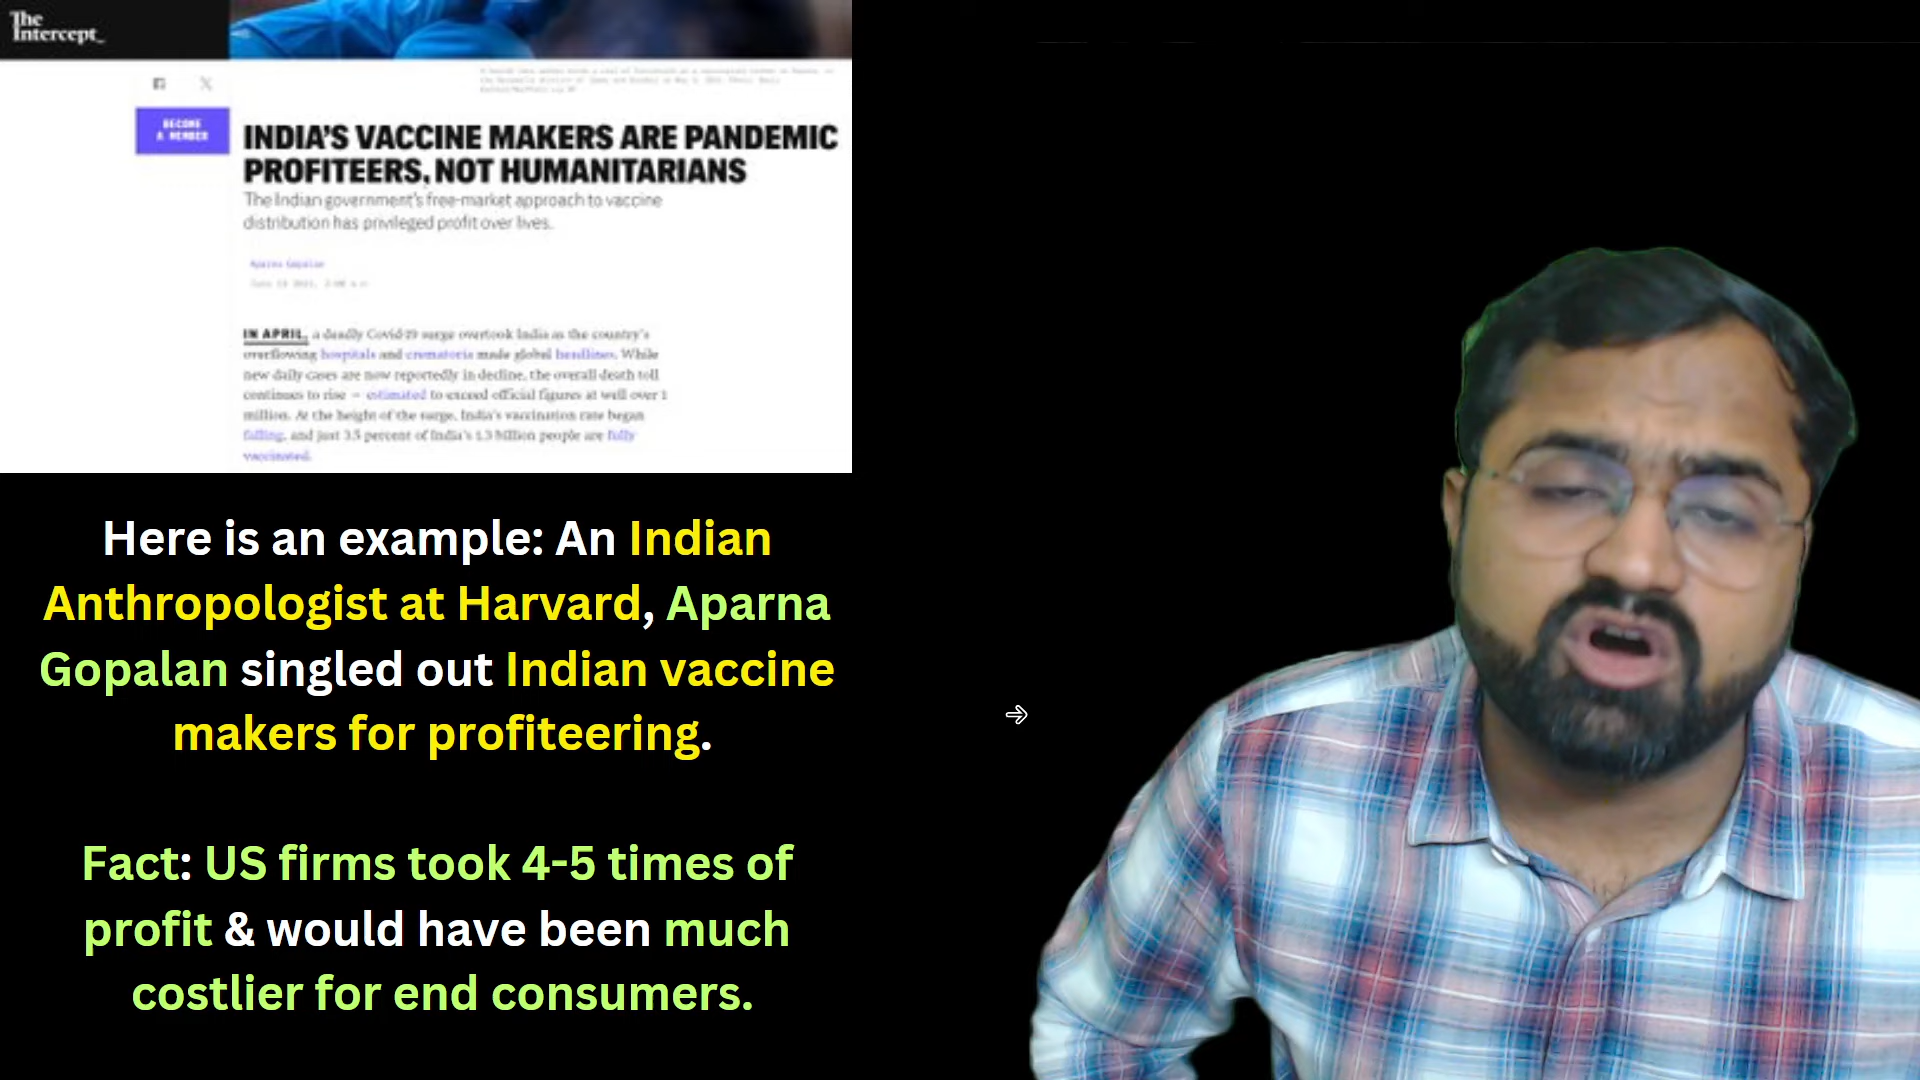 The
Intercept_
BECOME
A MEMBER
INDIA'S VACCINE MAKERS ARE PANDEMIC
PROFITEERS, NOT HUMANITARIANS
The Indian government's free-market approach to vaccine
distribution has privileged profit over lives.
Aparna Gopalan
IN APRIL, a deadly Covid-19 surge overtook India as the country's
overflowing hospitals and crematoria made global headlines. While
new daily cases are now reportedly in decline, the overall death toll
continues to rise – estimated to exceed official figures at well over 1
million. At the height of the surge, India's vaccination rate began
falling, and just 3.5 percent of India's 1.3 billion people are fully
vaccinated.
Here is an example: An Indian
Anthropologist at Harvard, Aparna
Gopalan singled out Indian vaccine
makers for profiteering.
Fact: US firms took 4-5 times of
profit & would have been much
costlier for end consumers.